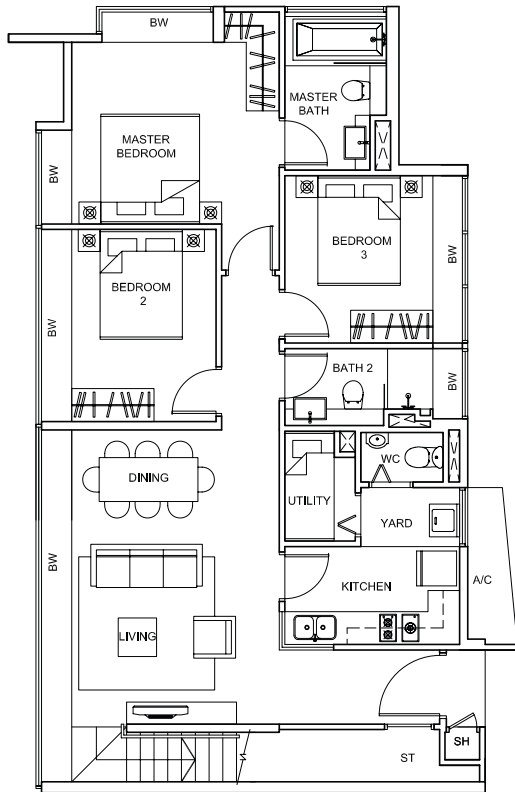 BW
MASTER
BATH
MASTER
BEDROOM
BW
BEDROOM
3
BW
BEDROOM
2
BW
BATH 2
BW
WC
DINING
UTILITY
YARD
BW
KITCHEN
A/C
LIVING
ST
SH